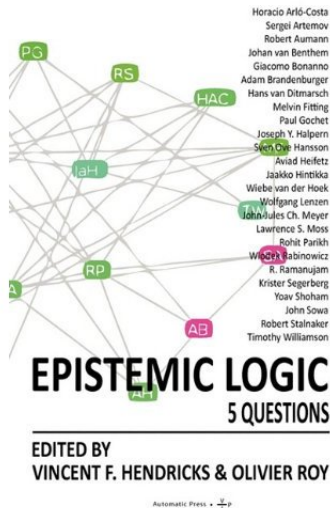 Horacio Arló-Costa
Sergei Artemov
Robert Aumann
Johan van Benthem
Giacomo Bonanno
Adam Brandenburger
Hans van Ditmarsch
Melvin Fitting
Paul Gochet
Joseph Y. Halpern
Sven Ove Hansson
Aviad Heifetz
Jaakko Hintikka
Wiebe van der Hoek
Wolfgang Lenzen
John-Jules Ch. Meyer
Lawrence S. Moss
Rohit Parikh
Wlodek Rabinowicz
R. Ramanujam
Krister Segerberg
Yoav Shoham
John Sowa
Robert Stalnaker
Timothy Williamson
PG
RS
HAC
JaH
TW
RP
A
AB
AH
EPISTEMIC LOGIC
5 QUESTIONS
EDITED BY
VINCENT F. HENDRICKS & OLIVIER ROY
Automatic Press • V I P